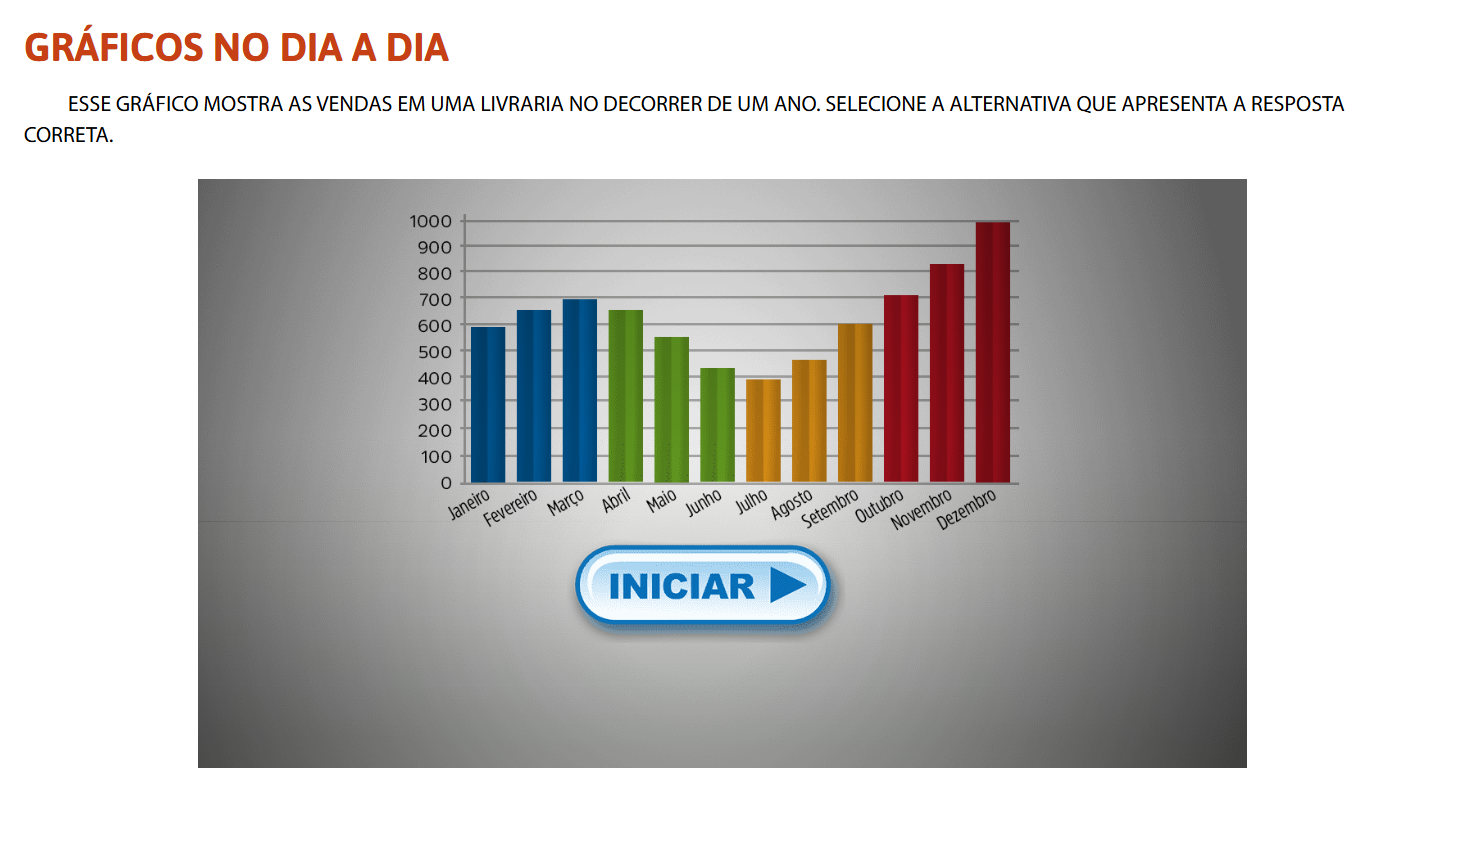 GRÁFICOS NO DIA A DIA
ESSE GRÁFICO MOSTRA AS VENDAS EM UMA LIVRARIA NO DECORRER DE UM ANO. SELECIONE A ALTERNATIVA QUE APRESENTA A RESPOSTA
CORRETA.
1000
900
800
700
600
500
400
300
200
100
0
Janeiro Fevereiro Março Abril Maio Junho Julho Agosto Setembro Outubro Novembro Dezembro
INICIAR